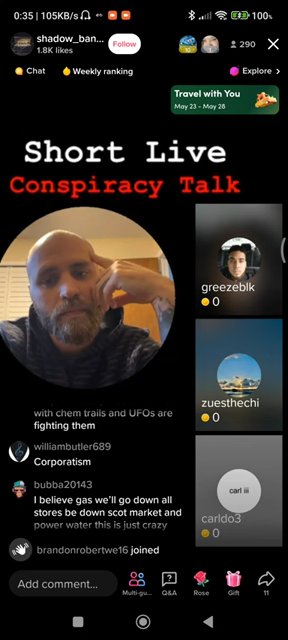 0:35 | 105KB/s
100%
shadow_ban...
1.8K likes
Follow
30
290
Chat
Weekly ranking
Explore >
Travel with You
May 23 - May 28
Short Live
Conspiracy Talk
greezeblk
0
zuesthechi
0
carl iii
carldo3
0
with chem trails and UFOs are
fighting them
williambutler689
Corporatism
bubba20143
I believe gas we'll go down all
stores be down scot market and
power water this is just crazy
brandonrobertwe16 joined
Add comment...
Multi-gu...
Q&A
Rose
Gift
11